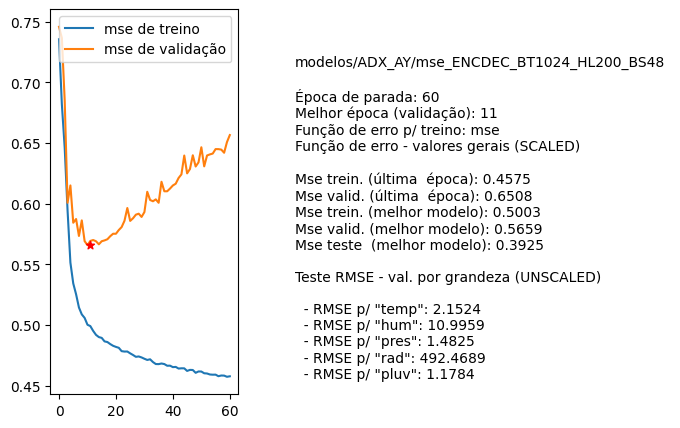 mse de treino
mse de validação
0.75
0.70
0.65
0.60
0.55
0.50
0.45
0
20
40
60
modelos/ADX_AY/mse_ENCDEC_BT1024_HL200_BS48
Época de parada: 60
Melhor época (validação): 11
Função de erro p/ treino: mse
Função de erro - valores gerais (SCALED)
Mse trein. (última  época): 0.4575
Mse valid. (última  época): 0.6508
Mse trein. (melhor modelo): 0.5003
Mse valid. (melhor modelo): 0.5659
Mse teste  (melhor modelo): 0.3925
Teste RMSE - val. por grandeza (UNSCALED)
- RMSE p/ "temp": 2.1524
- RMSE p/ "hum": 10.9959
- RMSE p/ "pres": 1.4825
- RMSE p/ "rad": 492.4689
- RMSE p/ "pluv": 1.1784